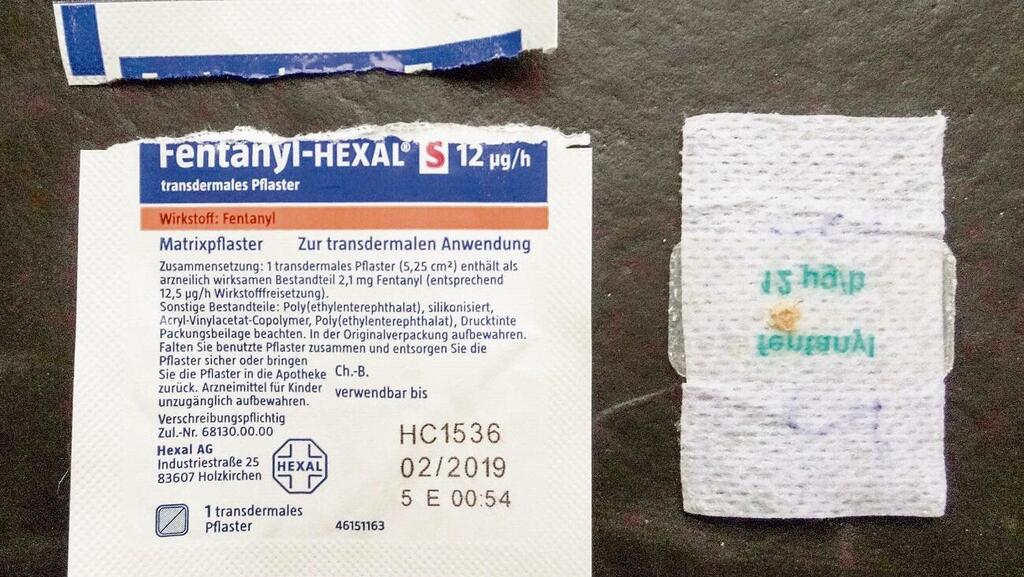 Fentanyl-HEXAL® S 12 µg/h
transdermales Pflaster
Wirkstoff: Fentanyl
Matrixpflaster Zur transdermalen Anwendung
Zusammensetzung: 1 transdermales Pflaster (5,25 cm²) enthält als
arzneilich wirksamen Bestandteil 2,1 mg Fentanyl (entsprechend
12,5 µg/h Wirkstofffreisetzung).
Sonstige Bestandteile: Poly(ethylenterephthalat), silikonisiert,
Acryl-Vinylacetat-Copolymer, Poly(ethylenterephthalat), Drucktinte
Packungsbeilage beachten. In der Originalverpackung aufbewahren.
Falten Sie benutzte Pflaster zusammen und entsorgen Sie die
Pflaster sicher oder bringen
Sie die Pflaster in die Apotheke
zurück. Arzneimittel für Kinder
unzugänglich aufbewahren.
Ch.-B.
verwendbar bis
Verschreibungspflichtig
Zul.-Nr. 68130.00.00
Hexal AG
Industriestraße 25
83607 Holzkirchen
HEXAL
HC1536
02/2019
5 E 00:54
1 transdermales
Pflaster
46151163
12 µg/h
fentanyl